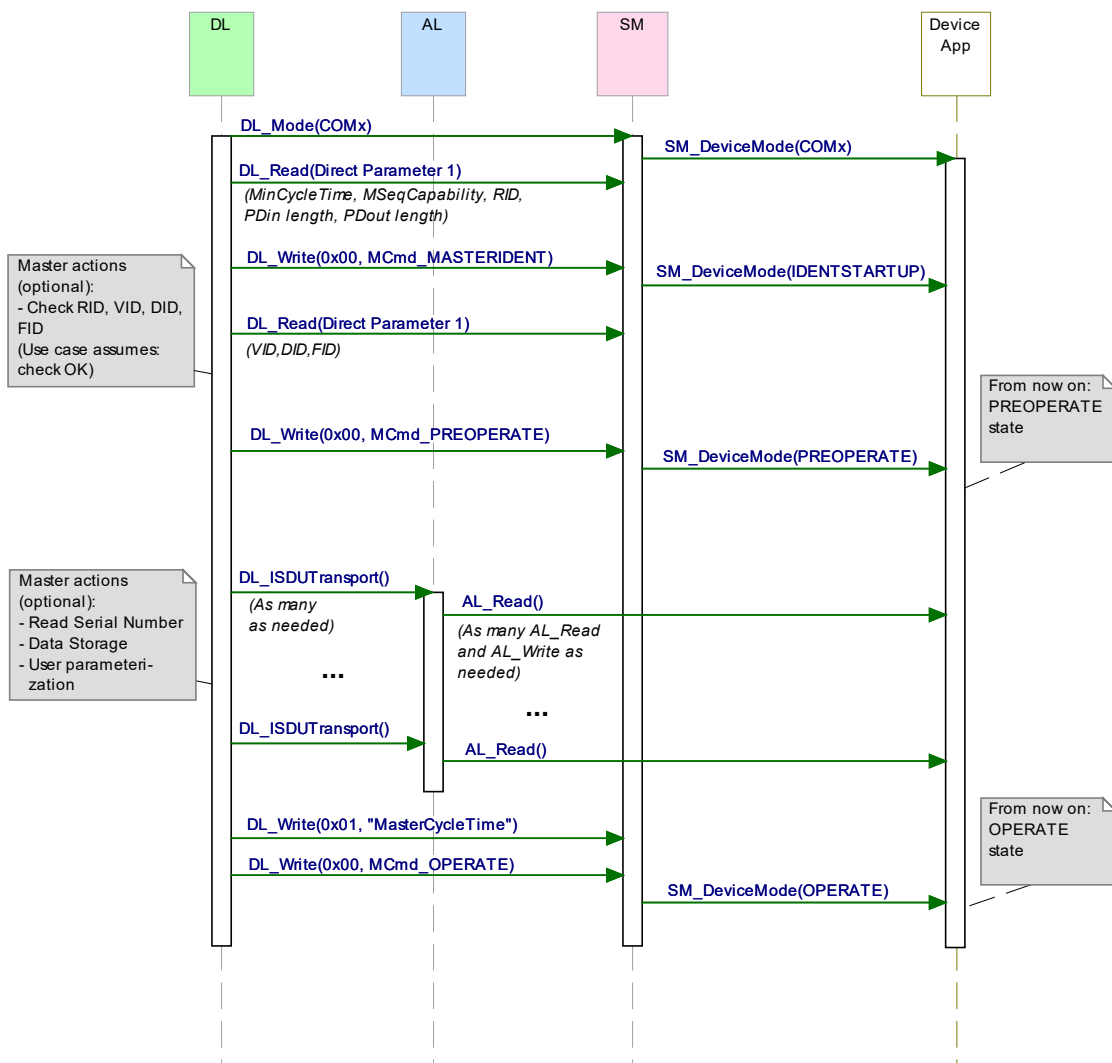 DL
AL
SM
Device
App
DL_Mode(COMx)
SM_DeviceMode(COMx)
DL_Read(Direct Parameter 1)
(MinCycleTime, MSeqCapability, RID,
PDin length, PDout length)
Master actions
(optional):
- Check RID, VID, DID,
FID
(Use case assumes:
check OK)
DL_Write(0x00, MCmd_MASTERIDENT)
SM_DeviceMode(IDENTSTARTUP)
DL_Read(Direct Parameter 1)
(VID,DID,FID)
From now on:
PREOPERATE
state
DL_Write(0x00, MCmd_PREOPERATE)
SM_DeviceMode(PREOPERATE)
Master actions
(optional):
- Read Serial Number
- Data Storage
- User parameteri-
zation
DL_ISDUTransport()
(As many
as needed)
...
AL_Read()
(As many AL_Read
and AL_Write as
needed)
...
DL_ISDUTransport()
AL_Read()
From now on:
OPERATE
state
DL_Write(0x01, "MasterCycleTime")
DL_Write(0x00, MCmd_OPERATE)
SM_DeviceMode(OPERATE)